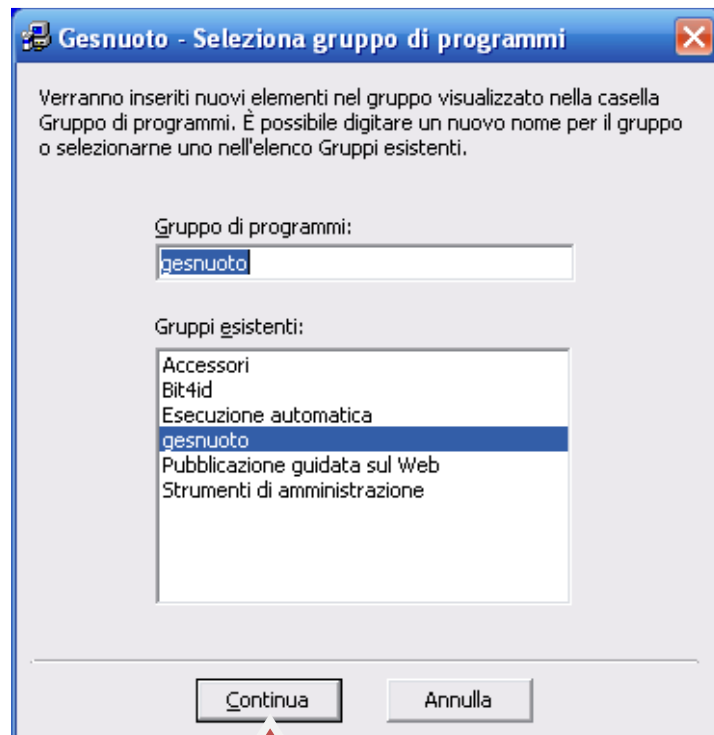 Gesnuoto - Seleziona gruppo di programmi
Verranno inseriti nuovi elementi nel gruppo visualizzato nella casella
Gruppo di programmi. È possibile digitare un nuovo nome per il gruppo
o selezionarne uno nell'elenco Gruppi esistenti.
Gruppo di programmi:
gesnuoto
Gruppi esistenti:
Accessori
Bit4id
Esecuzione automatica
gesnuoto
Pubblicazione guidata sul Web
Strumenti di amministrazione
Continua
Annulla